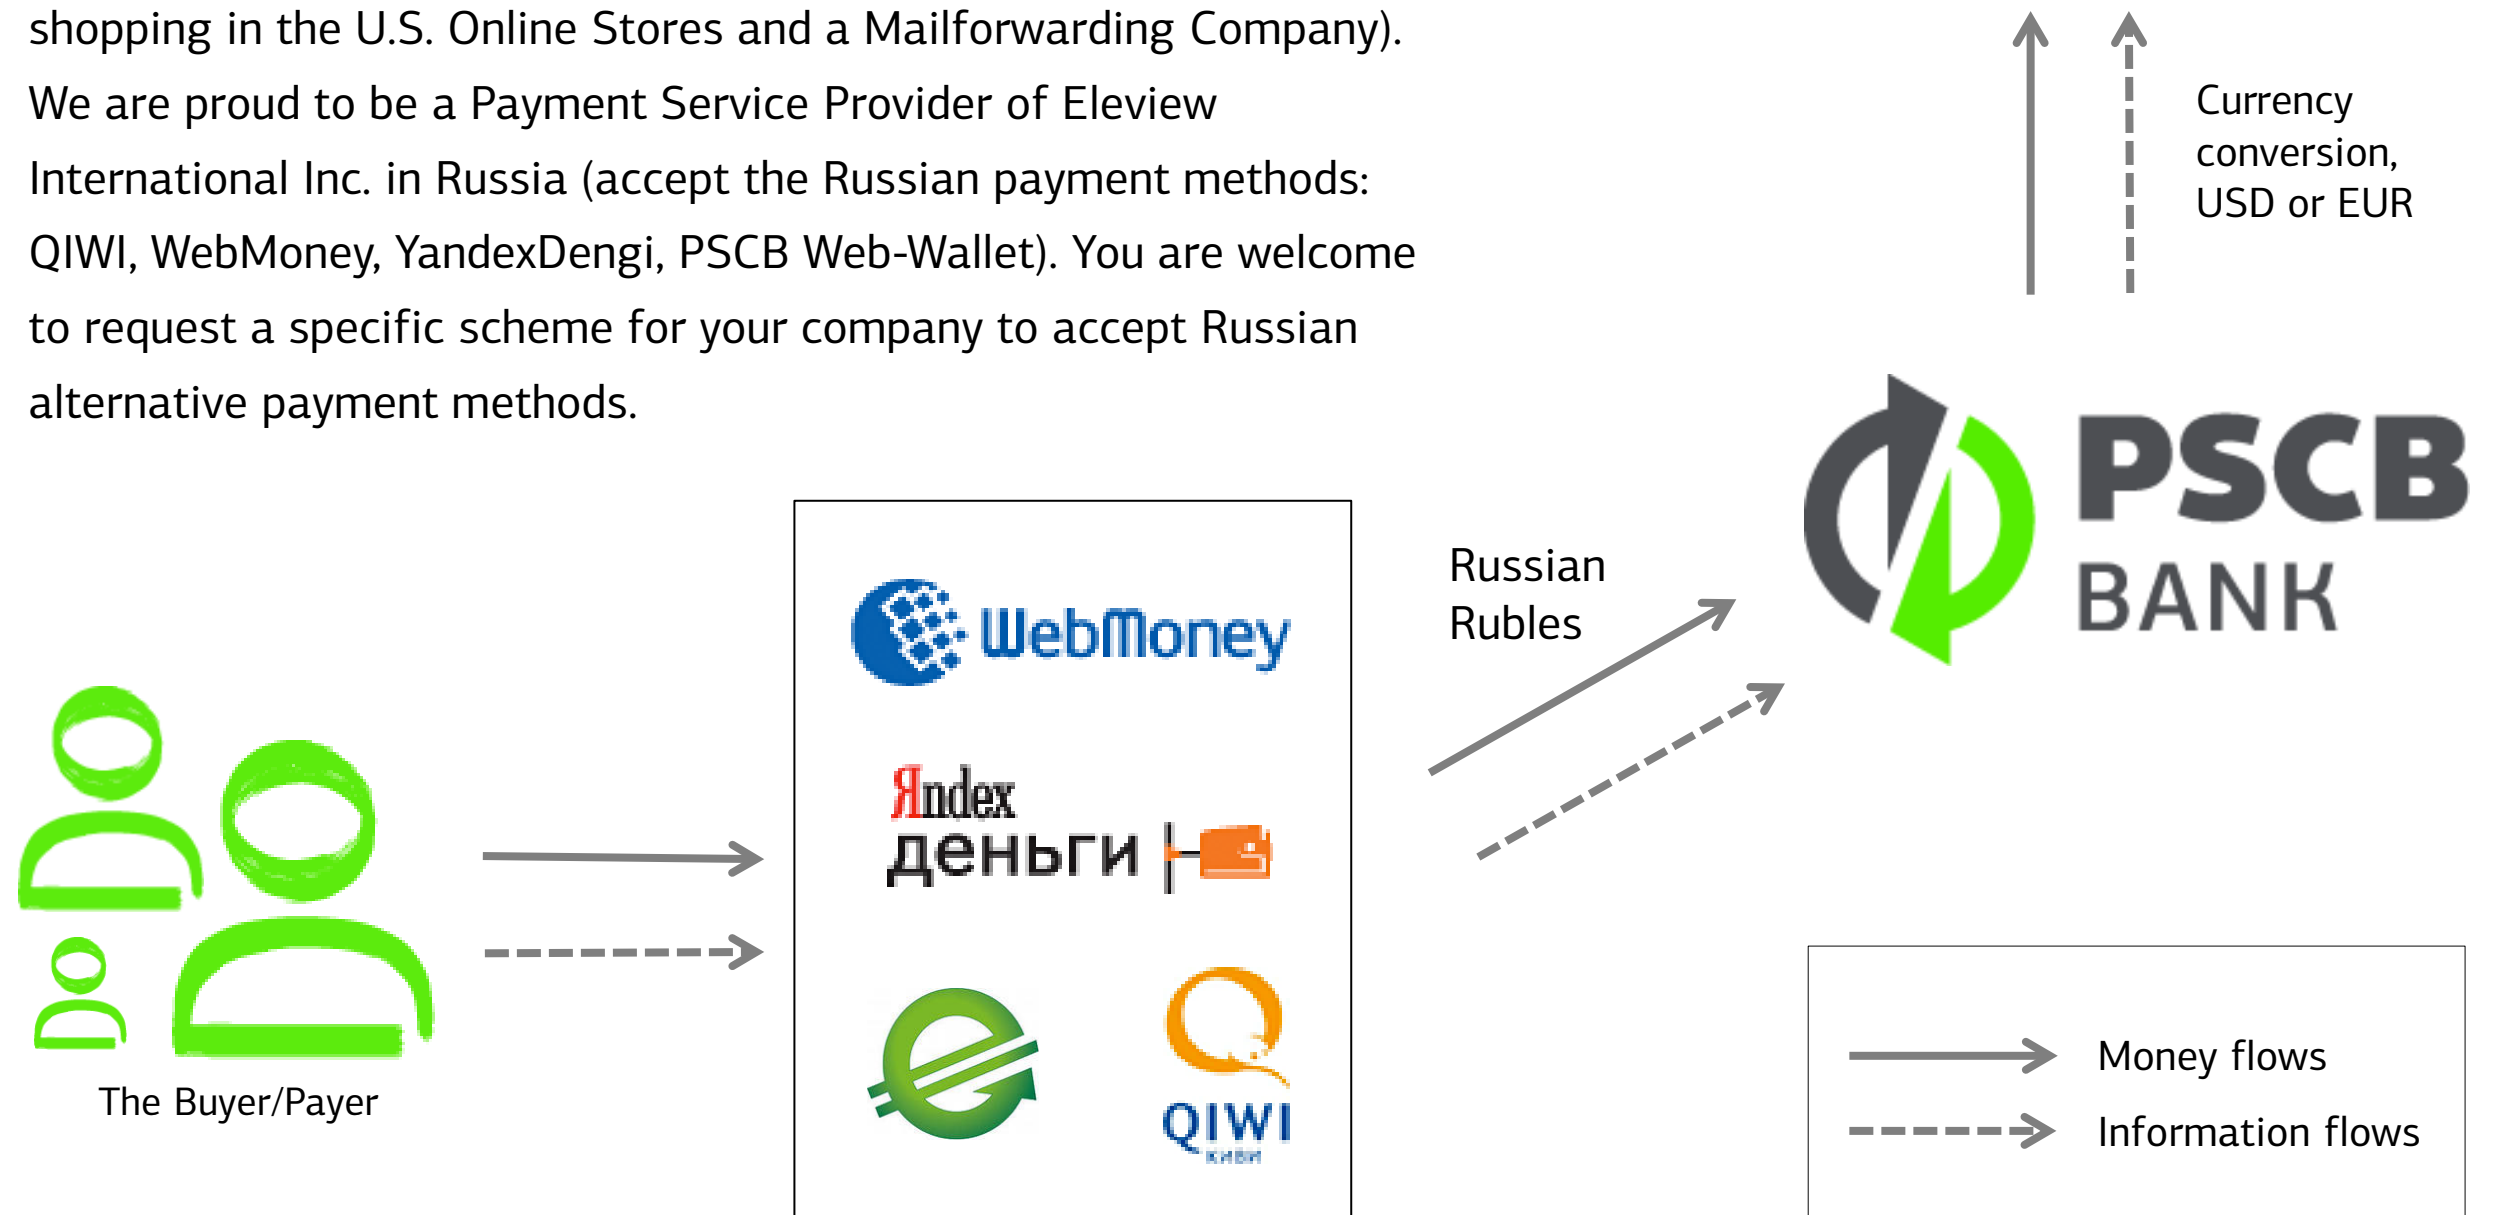 shopping in the U.S. Online Stores and a Mailforwarding Company).
We are proud to be a Payment Service Provider of Eleview
International Inc. in Russia (accept the Russian payment methods:
QIWI, WebMoney, YandexDengi, PSCB Web-Wallet). You are welcome
to request a specific scheme for your company to accept Russian
alternative payment methods.
Currency
conversion,
USD or EUR
PSCB
BANK
Russian
Rubles
WebMoney
Яndex
деньги
QIWI
КИВИ
The Buyer/Payer
Money flows
Information flows